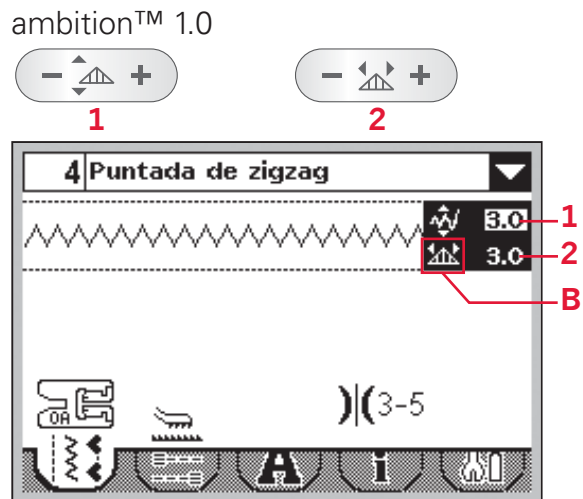 ambition™ 1.0
- +
- +
1
2
4 Puntada de zigzag
3.0 1
3.0 2
B
0A
)|(3-5
A
i